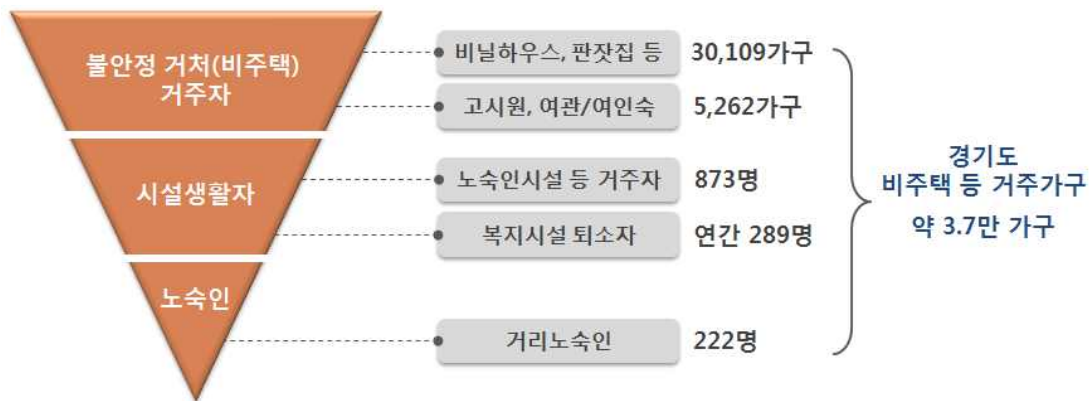 불안정 거처(비주택)
거주자
비닐하우스, 판잣집 등 30,109가구
고시원, 여관/여인숙 5,262가구
시설생활자
노숙인시설 등 거주자 873명
복지시설 퇴소자 연간 289명
노숙인
거리노숙인 222명
경기도
비주택 등 거주가구
약 3.7만 가구